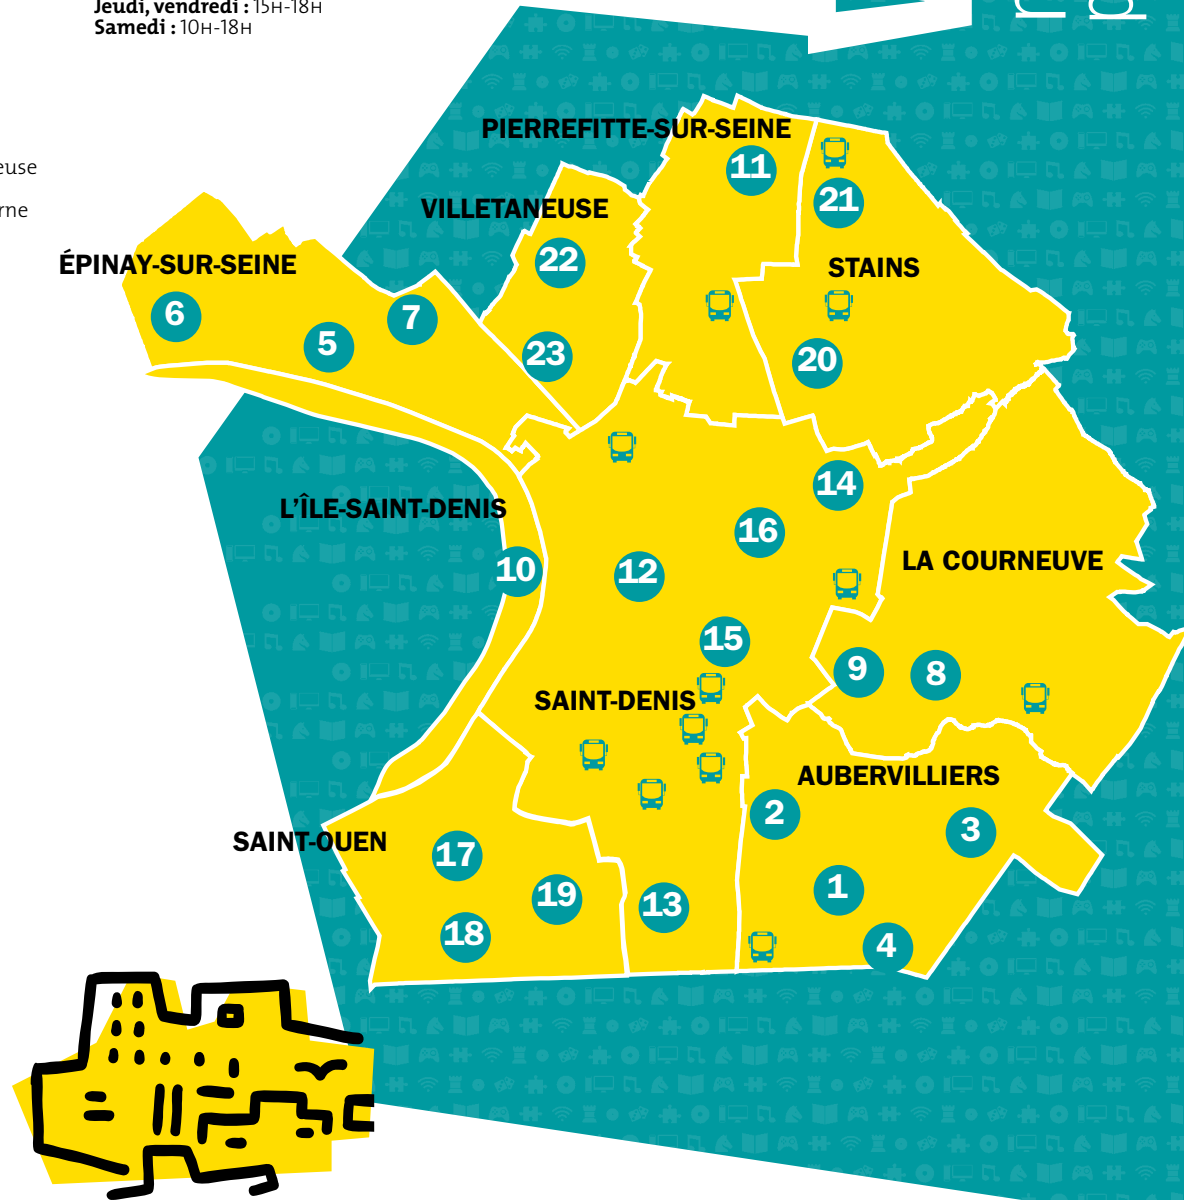 Jeudi, vendredi : 15H-18H
Samedi : 10H-18H
euse
rne
PIERREFITTE-SUR-SEINE
11
21
VILLETANEUSE
ÉPINAY-SUR-SEINE
22
STAINS
6
7
5
23
20
14
L'ÎLE-SAINT-DENIS
16
LA COURNEUVE
10
12
15
9
8
SAINT-DENIS
AUBERVILLIERS
2
3
SAINT-OUEN
17
1
19
13
18
4